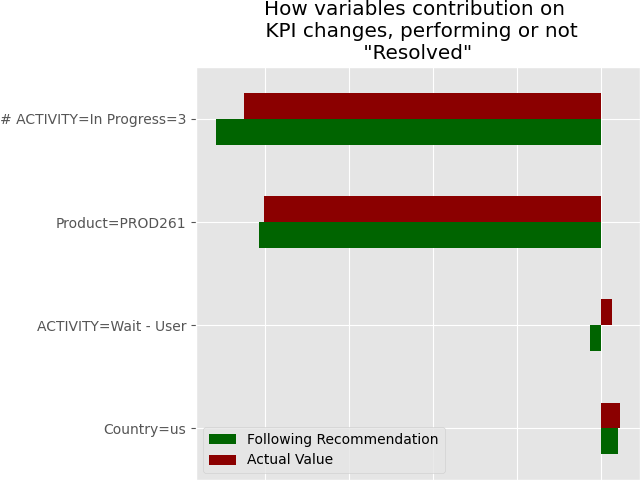 How variables contribution on
KPI changes, performing or not
"Resolved"
# ACTIVITY=In Progress=3
Product=PROD261
ACTIVITY=Wait - User
Country=us
Following Recommendation
Actual Value